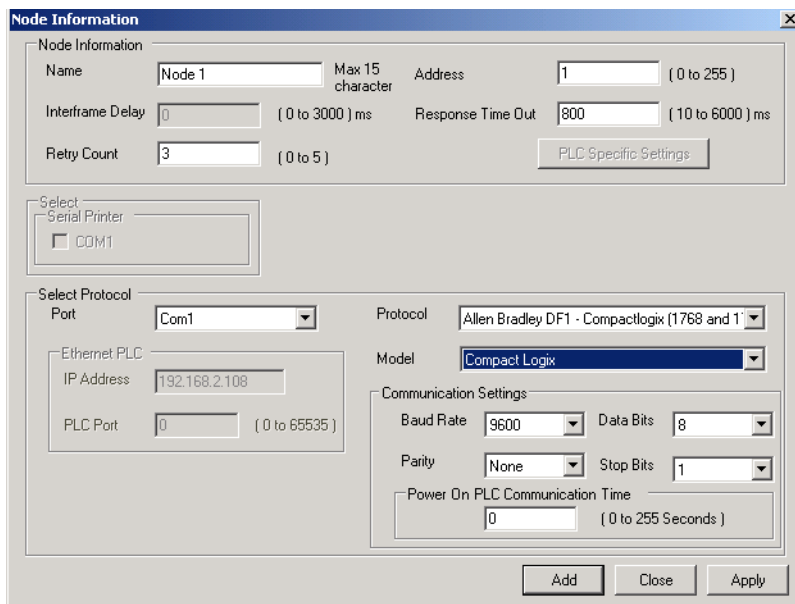 Node Information
Node Information
Name Node 1 Max 15 character Address 1 ( 0 to 255 )
Interframe Delay 0 ( 0 to 3000 ) ms Response Time Out 800 ( 10 to 6000 ) ms
Retry Count 3 ( 0 to 5 ) PLC Specific Settings
Select
Serial Printer
COM1
Select Protocol
Port Com1 Protocol Allen Bradley DF1 - Compactlogix (1768 and 1
Ethernet PLC Model Compact Logix
IP Address 192.168.2.108 Communication Settings
Baud Rate 9600 Data Bits 8
PLC Port 0 ( 0 to 65535 )
Parity None Stop Bits 1
Power On PLC Communication Time
0 ( 0 to 255 Seconds )
Add Close Apply